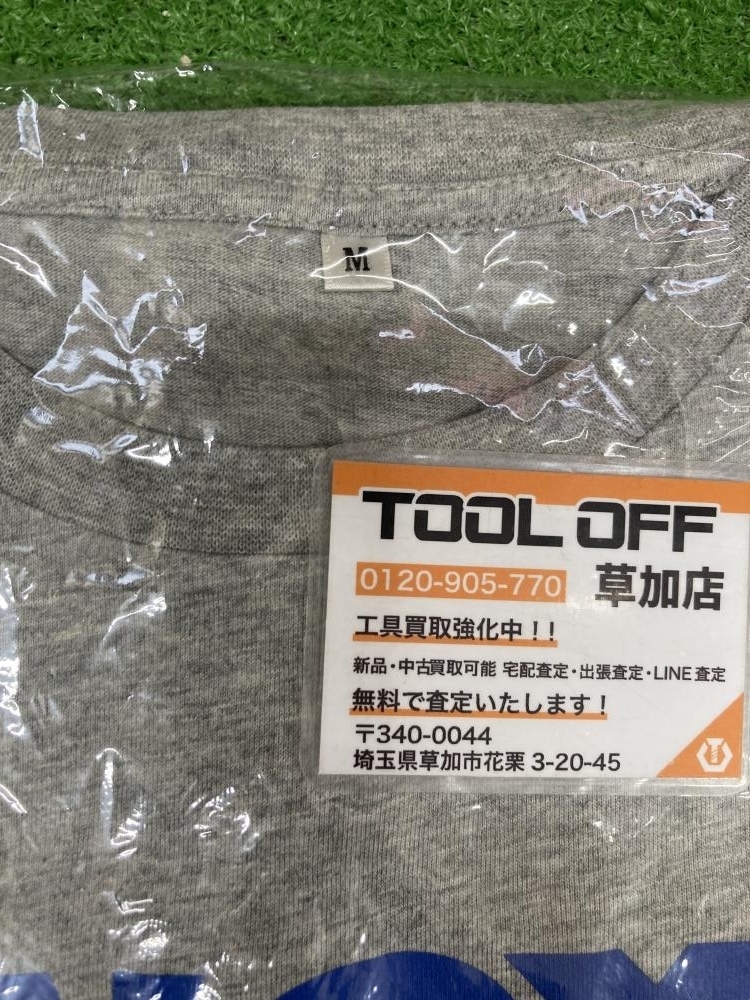 M
TOOL OFF
0120-905-770 草加店
工具買取強化中!!
新品・中古買取可能 宅配査定・出張査定・LINE査定
無料で査定いたします!
〒340-0044
埼玉県草加市花栗 3-20-45